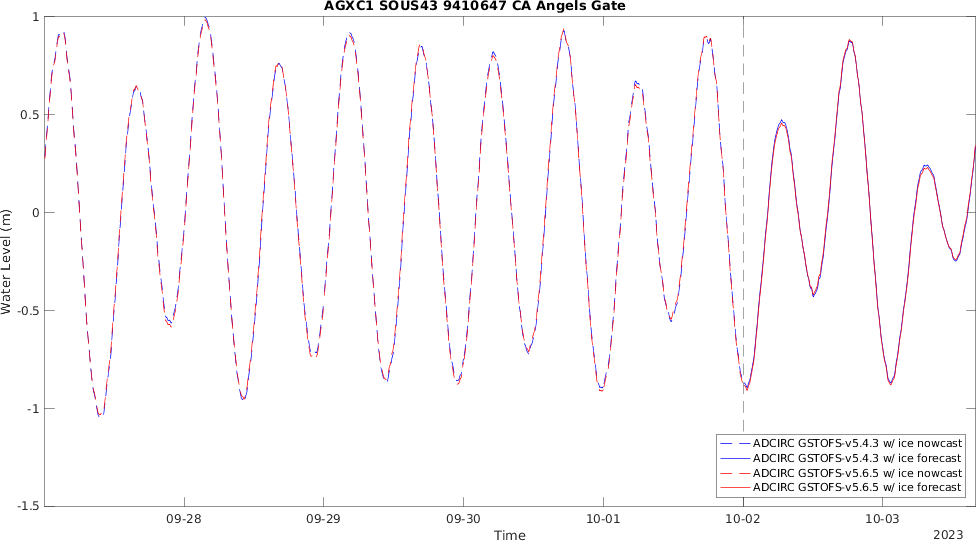 AGXC1 SOUS43 9410647 CA Angels Gate
1
0.5
0
-0.5
-1
-1.5
Water Level (m)
09-28
09-29
09-30
10-01
10-02
10-03
Time
2023
ADCIRC GSTOFS-v5.4.3 w/ ice nowcast
ADCIRC GSTOFS-v5.4.3 w/ ice forecast
ADCIRC GSTOFS-v5.6.5 w/ ice nowcast
ADCIRC GSTOFS-v5.6.5 w/ ice forecast